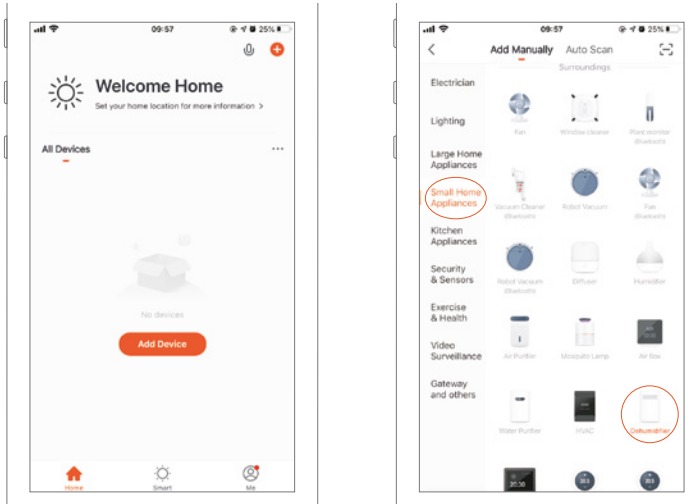 09:57
25%
Welcome Home
Set your home location for more information >
All Devices
No devices
Add Device
Home
Smart
Me
09:57
25%
Add Manually
Auto Scan
Surroundings
Electrician
Lighting
Large Home
Appliances
Small Home
Appliances
Kitchen
Appliances
Security
& Sensors
Exercise
& Health
Video
Surveillance
Gateway
and others
Fan
Window cleaner
Plant monitor
(Bluetooth)
Vacuum Cleaner
(Bluetooth)
Robot Vacuum
Fan
(Bluetooth)
Robot Vacuum
(Bluetooth)
Diffuser
Humidifier
Air Purifier
Mosquito Lamp
Air Box
Water Purifier
HVAC
Dehumidifier
20:30